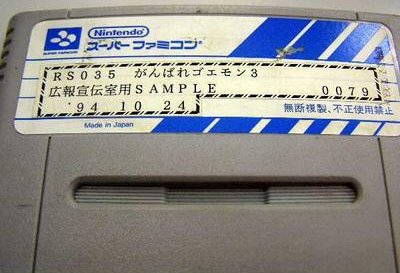 Nintendo
SUPER FAMICOM
スーパーファミコン
RS035 がんばれゴエモン3
広報宣伝室用SAMPLE 0079
'94 10 24
無断複製、不正使用禁止
Made in Japan